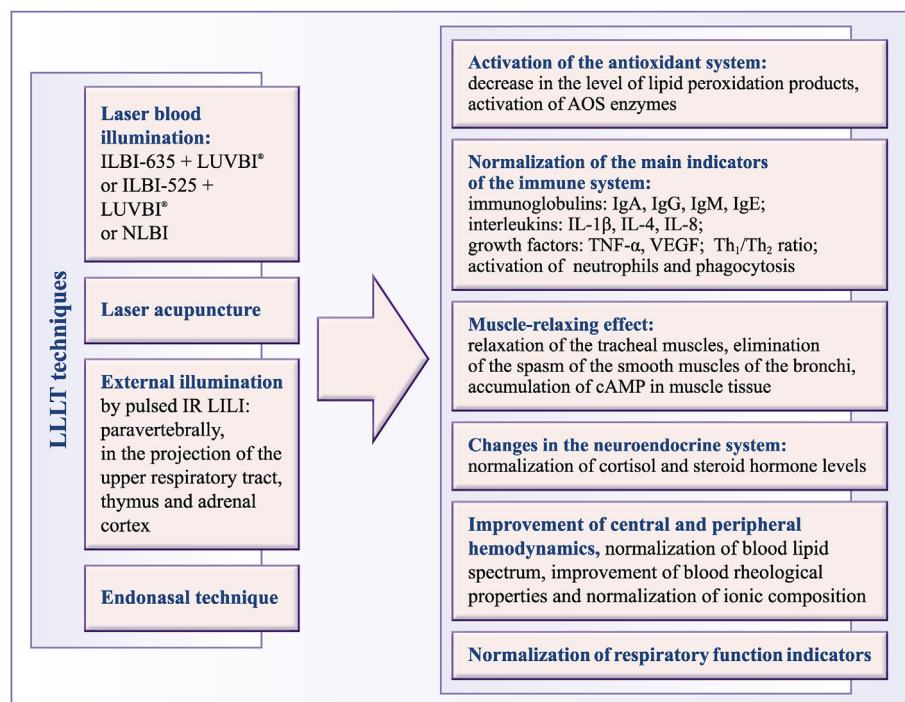 LLLT techniques
Laser blood
illumination:
ILBI-635 + LUVBI®
or ILBI-525 +
LUVBI®
or NLBI
Laser acupuncture
External illumination
by pulsed IR LILI:
paravertebrally,
in the projection of the
upper respiratory tract,
thymus and adrenal
cortex
Endonasal technique
Activation of the antioxidant system:
decrease in the level of lipid peroxidation products,
activation of AOS enzymes
Normalization of the main indicators
of the immune system:
immunoglobulins: IgA, IgG, IgM, IgE;
interleukins: IL-1β, IL-4, IL-8;
growth factors: TNF-α, VEGF; Th₁/Th₂ ratio;
activation of neutrophils and phagocytosis
Muscle-relaxing effect:
relaxation of the tracheal muscles, elimination
of the spasm of the smooth muscles of the bronchi,
accumulation of cAMP in muscle tissue
Changes in the neuroendocrine system:
normalization of cortisol and steroid hormone levels
Improvement of central and peripheral
hemodynamics, normalization of blood lipid
spectrum, improvement of blood rheological
properties and normalization of ionic composition
Normalization of respiratory function indicators